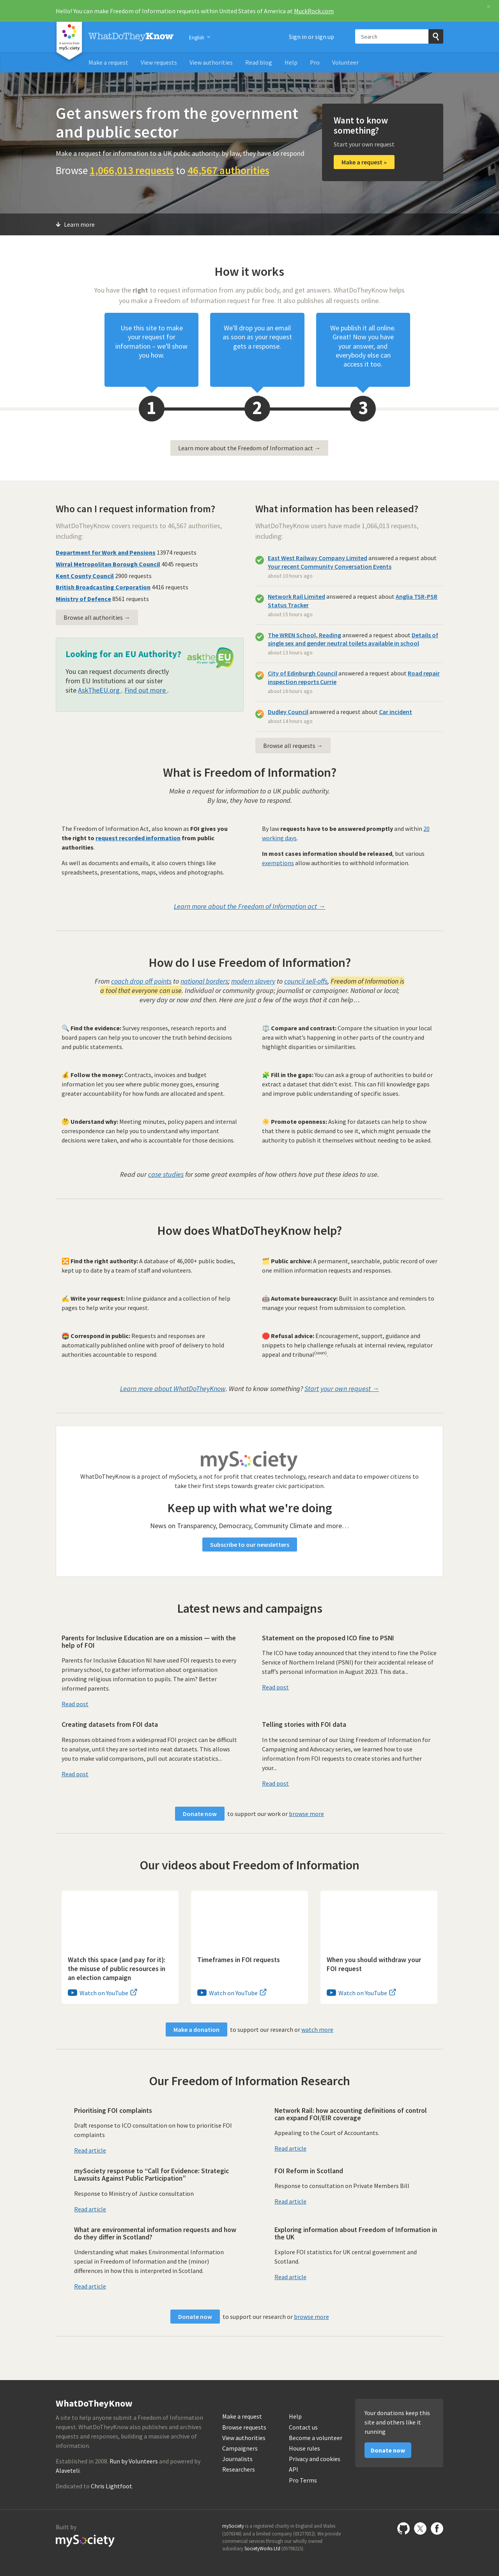 Hello! You can make Freedom of Information requests within United States of America at MuckRock.com
×
a service from
mySociety
WhatDoTheyKnow
English
Sign in or sign up
Search
Make a request
View requests
View authorities
Read blog
Help
Pro
Volunteer
Get answers from the government
and public sector
Make a request for information to a UK public authority: by law, they have to respond
Browse 1,066,013 requests to 46,567 authorities
Want to know
something?
Start your own request
Make a request »
Learn more
How it works
You have the right to request information from any public body, and get answers. WhatDoTheyKnow helps
you make a Freedom of Information request for free. It also publishes all requests online.
Use this site to make
your request for
information – we'll show
you how.
We'll drop you an email
as soon as your request
gets a response.
We publish it all online.
Great! Now you have
your answer, and
everybody else can
access it too.
1
2
3
Learn more about the Freedom of Information act →
Who can I request information from?
WhatDoTheyKnow covers requests to 46,567 authorities,
including:
Department for Work and Pensions 13974 requests
Wirral Metropolitan Borough Council 4045 requests
Kent County Council 2900 requests
British Broadcasting Corporation 4416 requests
Ministry of Defence 8561 requests
Browse all authorities →
Looking for an EU Authority?
You can request documents directly
from EU Institutions at our sister
site AskTheEU.org . Find out more .
asktheEU
it's your right
What information has been released?
WhatDoTheyKnow users have made 1,066,013 requests,
including:
East West Railway Company Limited answered a request about
Your recent Community Conversation Events
about 10 hours ago
Network Rail Limited answered a request about Anglia TSR-PSR
Status Tracker
about 15 hours ago
The WREN School, Reading answered a request about Details of
single sex and gender neutral toilets available in school
about 13 hours ago
City of Edinburgh Council answered a request about Road repair
inspection reports Currie
about 16 hours ago
Dudley Council answered a request about Car incident
about 14 hours ago
Browse all requests →
What is Freedom of Information?
Make a request for information to a UK public authority.
By law, they have to respond.
The Freedom of Information Act, also known as FOI gives you
the right to request recorded information from public
authorities.
As well as documents and emails, it also covers things like
spreadsheets, presentations, maps, videos and photographs.
By law requests have to be answered promptly and within 20
working days.
In most cases information should be released, but various
exemptions allow authorities to withhold information.
Learn more about the Freedom of Information act →
How do I use Freedom of Information?
From coach drop off points to national borders; modern slavery to council sell-offs, Freedom of Information is
a tool that everyone can use. Individual or community group; journalist or campaigner. National or local;
every day or now and then. Here are just a few of the ways that it can help…
🔍 Find the evidence: Survey responses, research reports and
board papers can help you to uncover the truth behind decisions
and public statements.
⚖️ Compare and contrast: Compare the situation in your local
area with what's happening in other parts of the country and
highlight disparities or similarities.
💰 Follow the money: Contracts, invoices and budget
information let you see where public money goes, ensuring
greater accountability for how funds are allocated and spent.
🧩 Fill in the gaps: You can ask a group of authorities to build or
extract a dataset that didn't exist. This can fill knowledge gaps
and improve public understanding of specific issues.
🤔 Understand why: Meeting minutes, policy papers and internal
correspondence can help you to understand why important
decisions were taken, and who is accountable for those decisions.
☀️ Promote openness: Asking for datasets can help to show
that there is public demand to see it, which might persuade the
authority to publish it themselves without needing to be asked.
Read our case studies for some great examples of how others have put these ideas to use.
How does WhatDoTheyKnow help?
🔀 Find the right authority: A database of 46,000+ public bodies,
kept up to date by a team of staff and volunteers.
🗂️ Public archive: A permanent, searchable, public record of over
one million information requests and responses.
✍️ Write your request: Inline guidance and a collection of help
pages to help write your request.
🤖 Automate bureaucracy: Built in assistance and reminders to
manage your request from submission to completion.
📮 Correspond in public: Requests and responses are
automatically published online with proof of delivery to hold
authorities accountable to respond.
🛑 Refusal advice: Encouragement, support, guidance and
snippets to help challenge refusals at internal review, regulator
appeal and tribunal(soon).
Learn more about WhatDoTheyKnow. Want to know something? Start your own request →
mySociety
WhatDoTheyKnow is a project of mySociety, a not for profit that creates technology, research and data to empower citizens to
take their first steps towards greater civic participation.
Keep up with what we're doing
News on Transparency, Democracy, Community Climate and more…
Subscribe to our newsletters
Latest news and campaigns
Parents for Inclusive Education are on a mission — with the
help of FOI
Parents for Inclusive Education NI have used FOI requests to every
primary school, to gather information about organisation
providing religious information to pupils. The aim? Better
informed parents.
Read post
Statement on the proposed ICO fine to PSNI
The ICO have today announced that they intend to fine the Police
Service of Northern Ireland (PSNI) for their accidental release of
staff's personal information in August 2023. This data...
Read post
Creating datasets from FOI data
Responses obtained from a widespread FOI project can be difficult
to analyse, until they are sorted into neat datasets. This allows
you to make valid comparisons, pull out accurate statistics...
Read post
Telling stories with FOI data
In the second seminar of our Using Freedom of Information for
Campaigning and Advocacy series, we learned how to use
information from FOI requests to create stories and further
your...
Read post
Donate now to support our work or browse more
Our videos about Freedom of Information
Watch this space (and pay for it):
the misuse of public resources in
an election campaign
Watch on YouTube
Timeframes in FOI requests
Watch on YouTube
When you should withdraw your
FOI request
Watch on YouTube
Make a donation to support our research or watch more
Our Freedom of Information Research
Prioritising FOI complaints
Draft response to ICO consultation on how to prioritise FOI
complaints
Read article
Network Rail: how accounting definitions of control
can expand FOI/EIR coverage
Appealing to the Court of Accountants.
Read article
mySociety response to “Call for Evidence: Strategic
Lawsuits Against Public Participation”
Response to Ministry of Justice consultation
Read article
FOI Reform in Scotland
Response to consultation on Private Members Bill
Read article
What are environmental information requests and how
do they differ in Scotland?
Understanding what makes Environmental Information
special in Freedom of Information and the (minor)
differences in how this is interpreted in Scotland.
Read article
Exploring information about Freedom of Information in
the UK
Explore FOI statistics for UK central government and
Scotland.
Read article
Donate now to support our research or browse more
WhatDoTheyKnow
A site to help anyone submit a Freedom of Information
request. WhatDoTheyKnow also publishes and archives
requests and responses, building a massive archive of
information.
Established in 2008. Run by Volunteers and powered by
Alaveteli.
Dedicated to Chris Lightfoot.
Make a request
Browse requests
View authorities
Campaigners
Journalists
Researchers
Help
Contact us
Become a volunteer
House rules
Privacy and cookies
API
Pro Terms
Your donations keep this
site and others like it
running
Donate now
Built by
mySociety
mySociety is a registered charity in England and Wales
(1076346) and a limited company (03277032). We provide
commercial services through our wholly owned
subsidiary SocietyWorks Ltd (05798215).